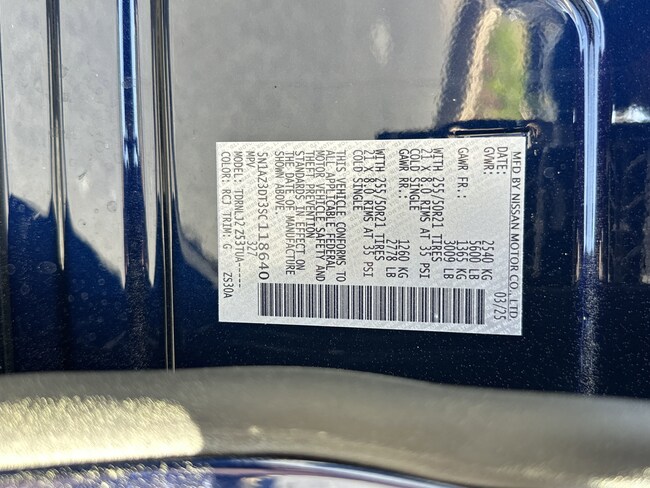 MFD BY NISSAN MOTOR CO., LTD
DATE: 03/25
GVWR: 2540 KG
5600 LB
GAWR FR.: 1365 KG
3009 LB
WITH 255/50R21 TIRES
21 X 8.0 RIMS AT 35 PSI
COLD SINGLE
GAWR RR.: 1260 KG
2778 LB
WITH 255/50R21 TIRES
21 X 8.0 RIMS AT 35 PSI
COLD SINGLE
THIS VEHICLE CONFORMS TO
ALL APPLICABLE FEDERAL
MOTOR VEHICLE SAFETY AND
THEFT PREVENTION
STANDARDS IN EFFECT ON
THE DATE OF MANUFACTURE
SHOWN ABOVE.
5N1AZ3DT3SC118640
MPV
MODEL: TDRNLJZ Z53TUA-----
COLOR: RCJ TRIM: G Z530A